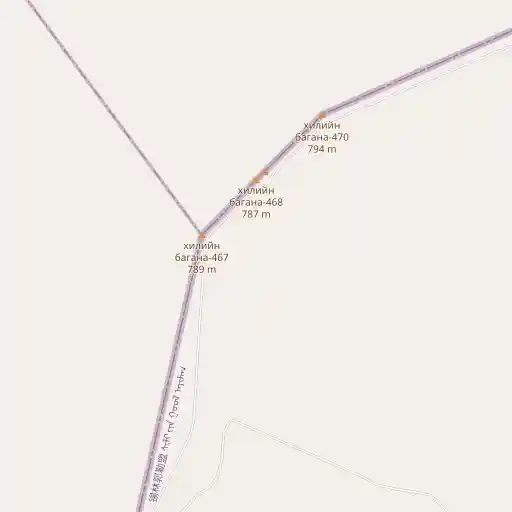 хилийн
багана-470
794 m
хилийн
багана-468
787 m
хилийн
багана-467
789 m
锡林郭勒盟